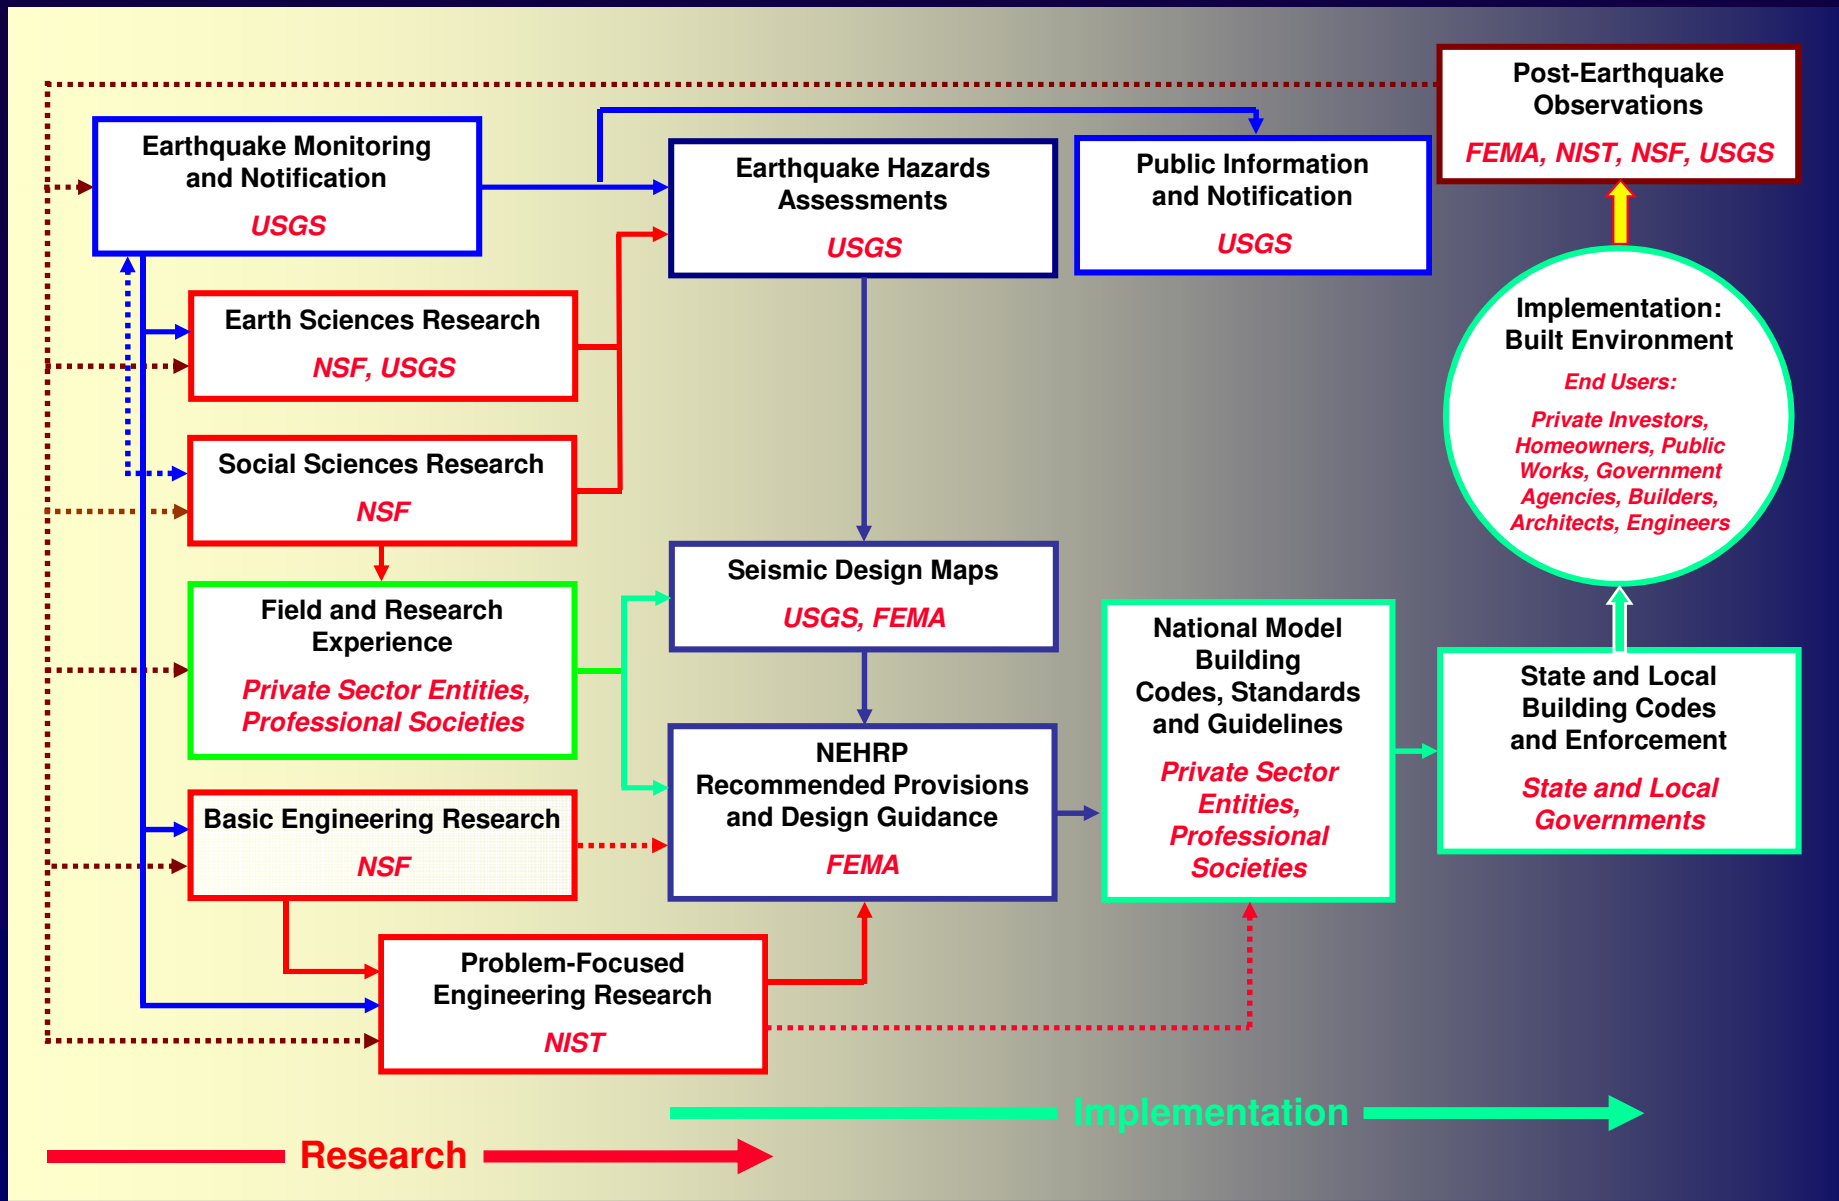 Post-Earthquake
Observations
FEMA, NIST, NSF, USGS
Earthquake Monitoring
and Notification
USGS
Earthquake Hazards
Assessments
USGS
Public Information
and Notification
USGS
Earth Sciences Research
NSF, USGS
Implementation:
Built Environment
End Users:
Private Investors,
Homeowners, Public
Works, Government
Agencies, Builders,
Architects, Engineers
Social Sciences Research
NSF
Field and Research
Experience
Private Sector Entities,
Professional Societies
Seismic Design Maps
USGS, FEMA
National Model
Building
Codes, Standards
and Guidelines
Private Sector
Entities,
Professional
Societies
State and Local
Building Codes
and Enforcement
State and Local
Governments
NEHRP
Recommended Provisions
and Design Guidance
FEMA
Basic Engineering Research
NSF
Problem-Focused
Engineering Research
NIST
Implementation
Research